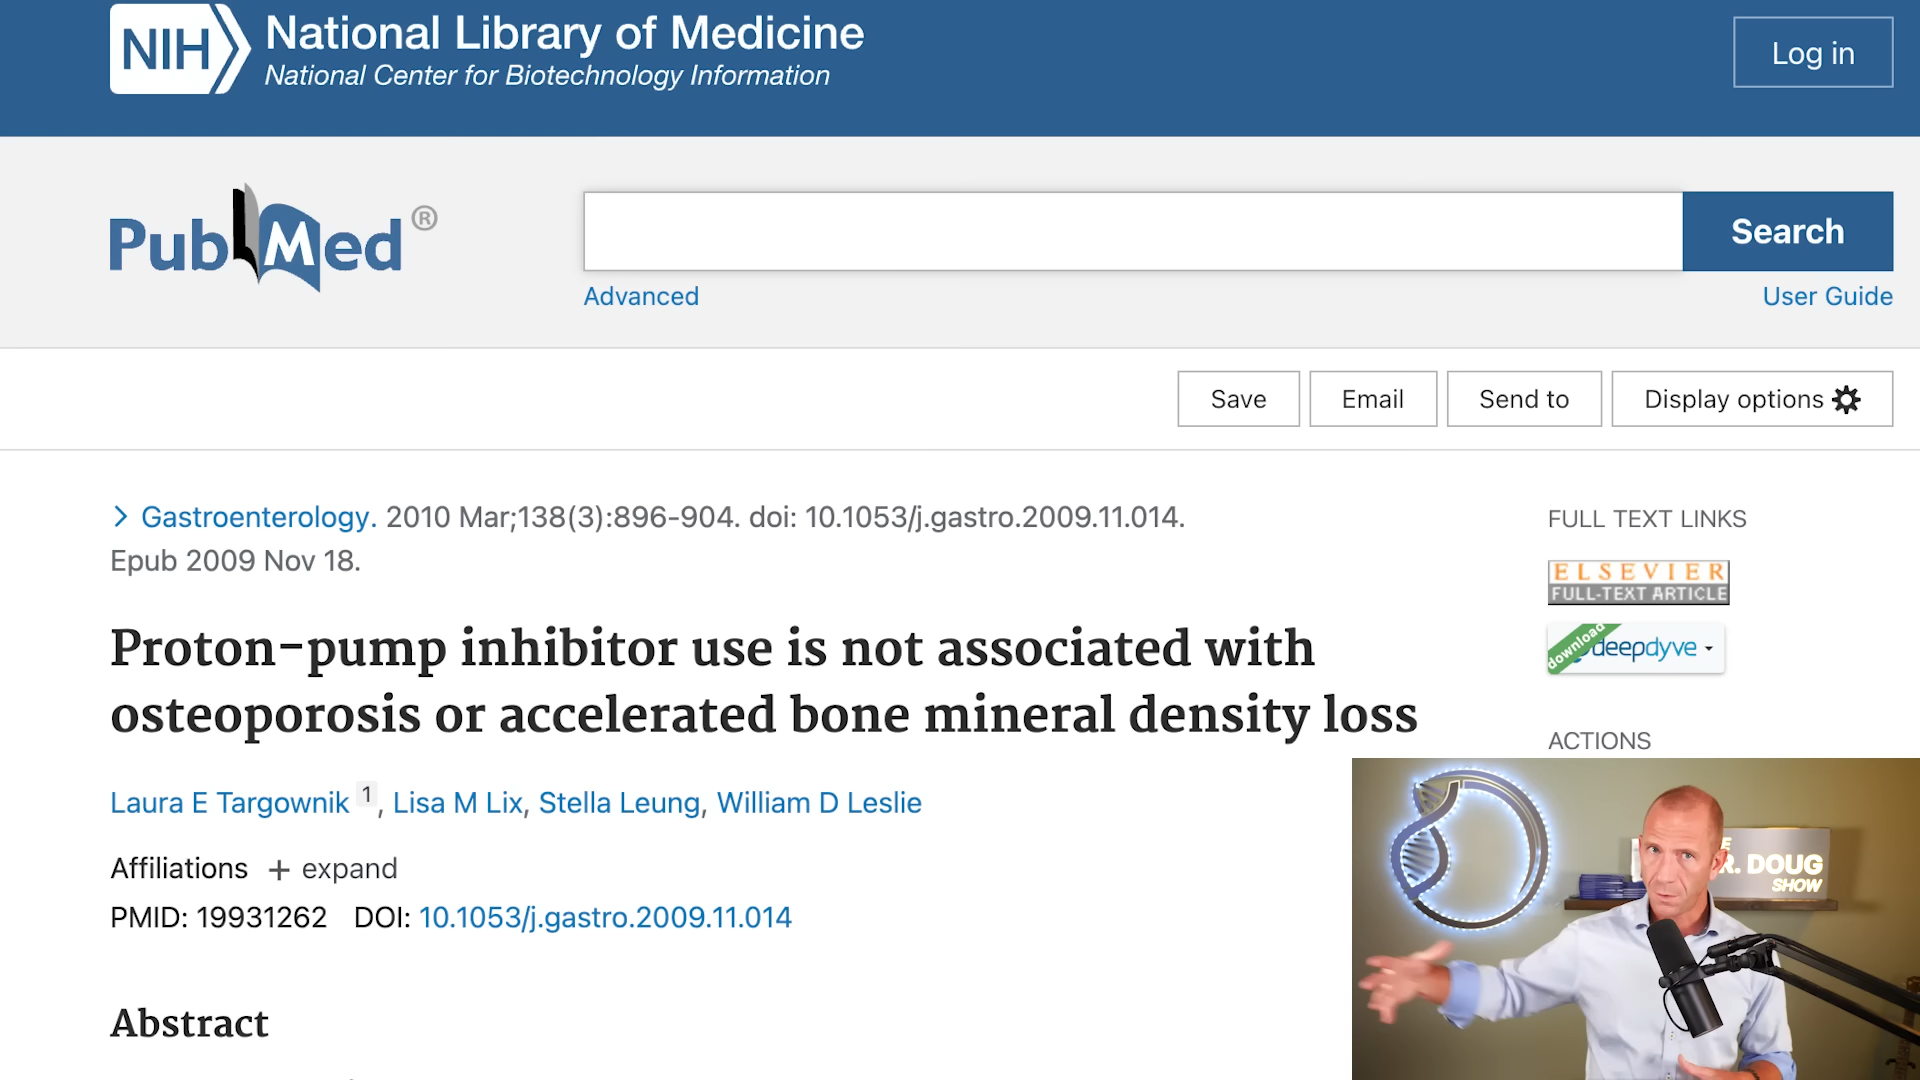 NIH
National Library of Medicine
National Center for Biotechnology Information
Log in
PubMed®
Search
Advanced
User Guide
Save
Email
Send to
Display options
Gastroenterology. 2010 Mar;138(3):896-904. doi: 10.1053/j.gastro.2009.11.014.
Epub 2009 Nov 18.
Proton-pump inhibitor use is not associated with
osteoporosis or accelerated bone mineral density loss
Laura E Targownik 1, Lisa M Lix, Stella Leung, William D Leslie
Affiliations + expand
PMID: 19931262 DOI: 10.1053/j.gastro.2009.11.014
Abstract
FULL TEXT LINKS
ELSEVIER
FULL-TEXT ARTICLE
download
deepdyve
ACTIONS
R. DOUG
SHOW